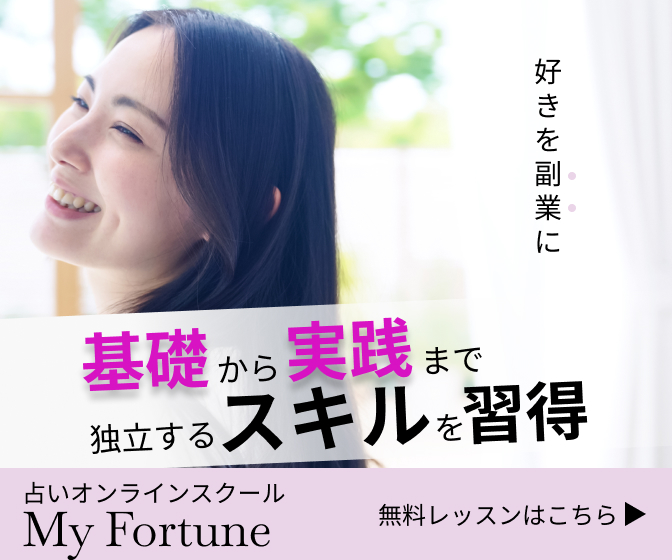 好きを副業に
基礎から実践まで
独立するスキルを習得
占いオンラインスクール
My Fortune
無料レッスンはこちら▶